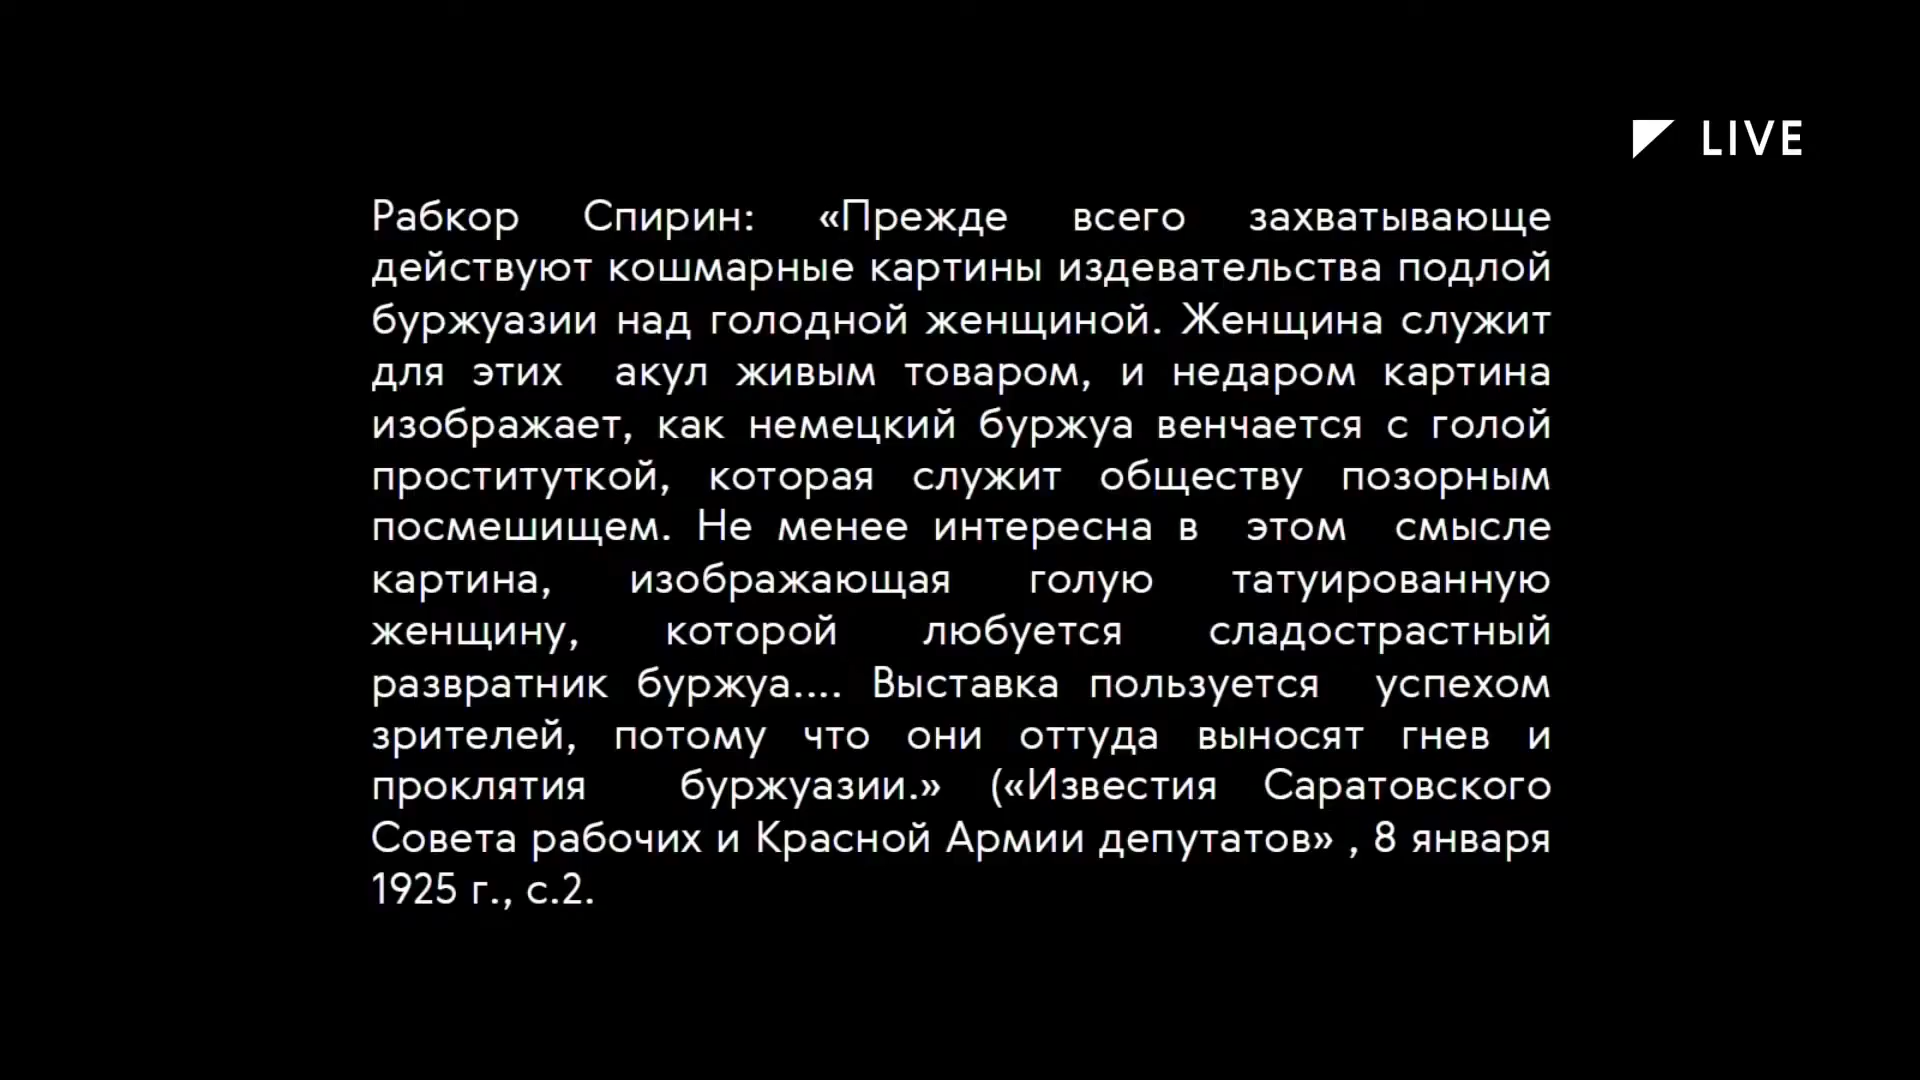 LIVE
Рабкор Спирин: «Прежде всего захватывающе
действуют кошмарные картины издевательства подлой
буржуазии над голодной женщиной. Женщина служит
для этих акул живым товаром, и недаром картина
изображает, как немецкий буржуа венчается с голой
проституткой, которая служит обществу позорным
посмешищем. Не менее интересна в этом смысле
картина, изображающая голую татуированную
женщину, которой любуется сладострастный
развратник буржуа.... Выставка пользуется успехом
зрителей, потому что они оттуда выносят гнев и
проклятия буржуазии.» («Известия Саратовского
Совета рабочих и Красной Армии депутатов» , 8 января
1925 г., с.2.